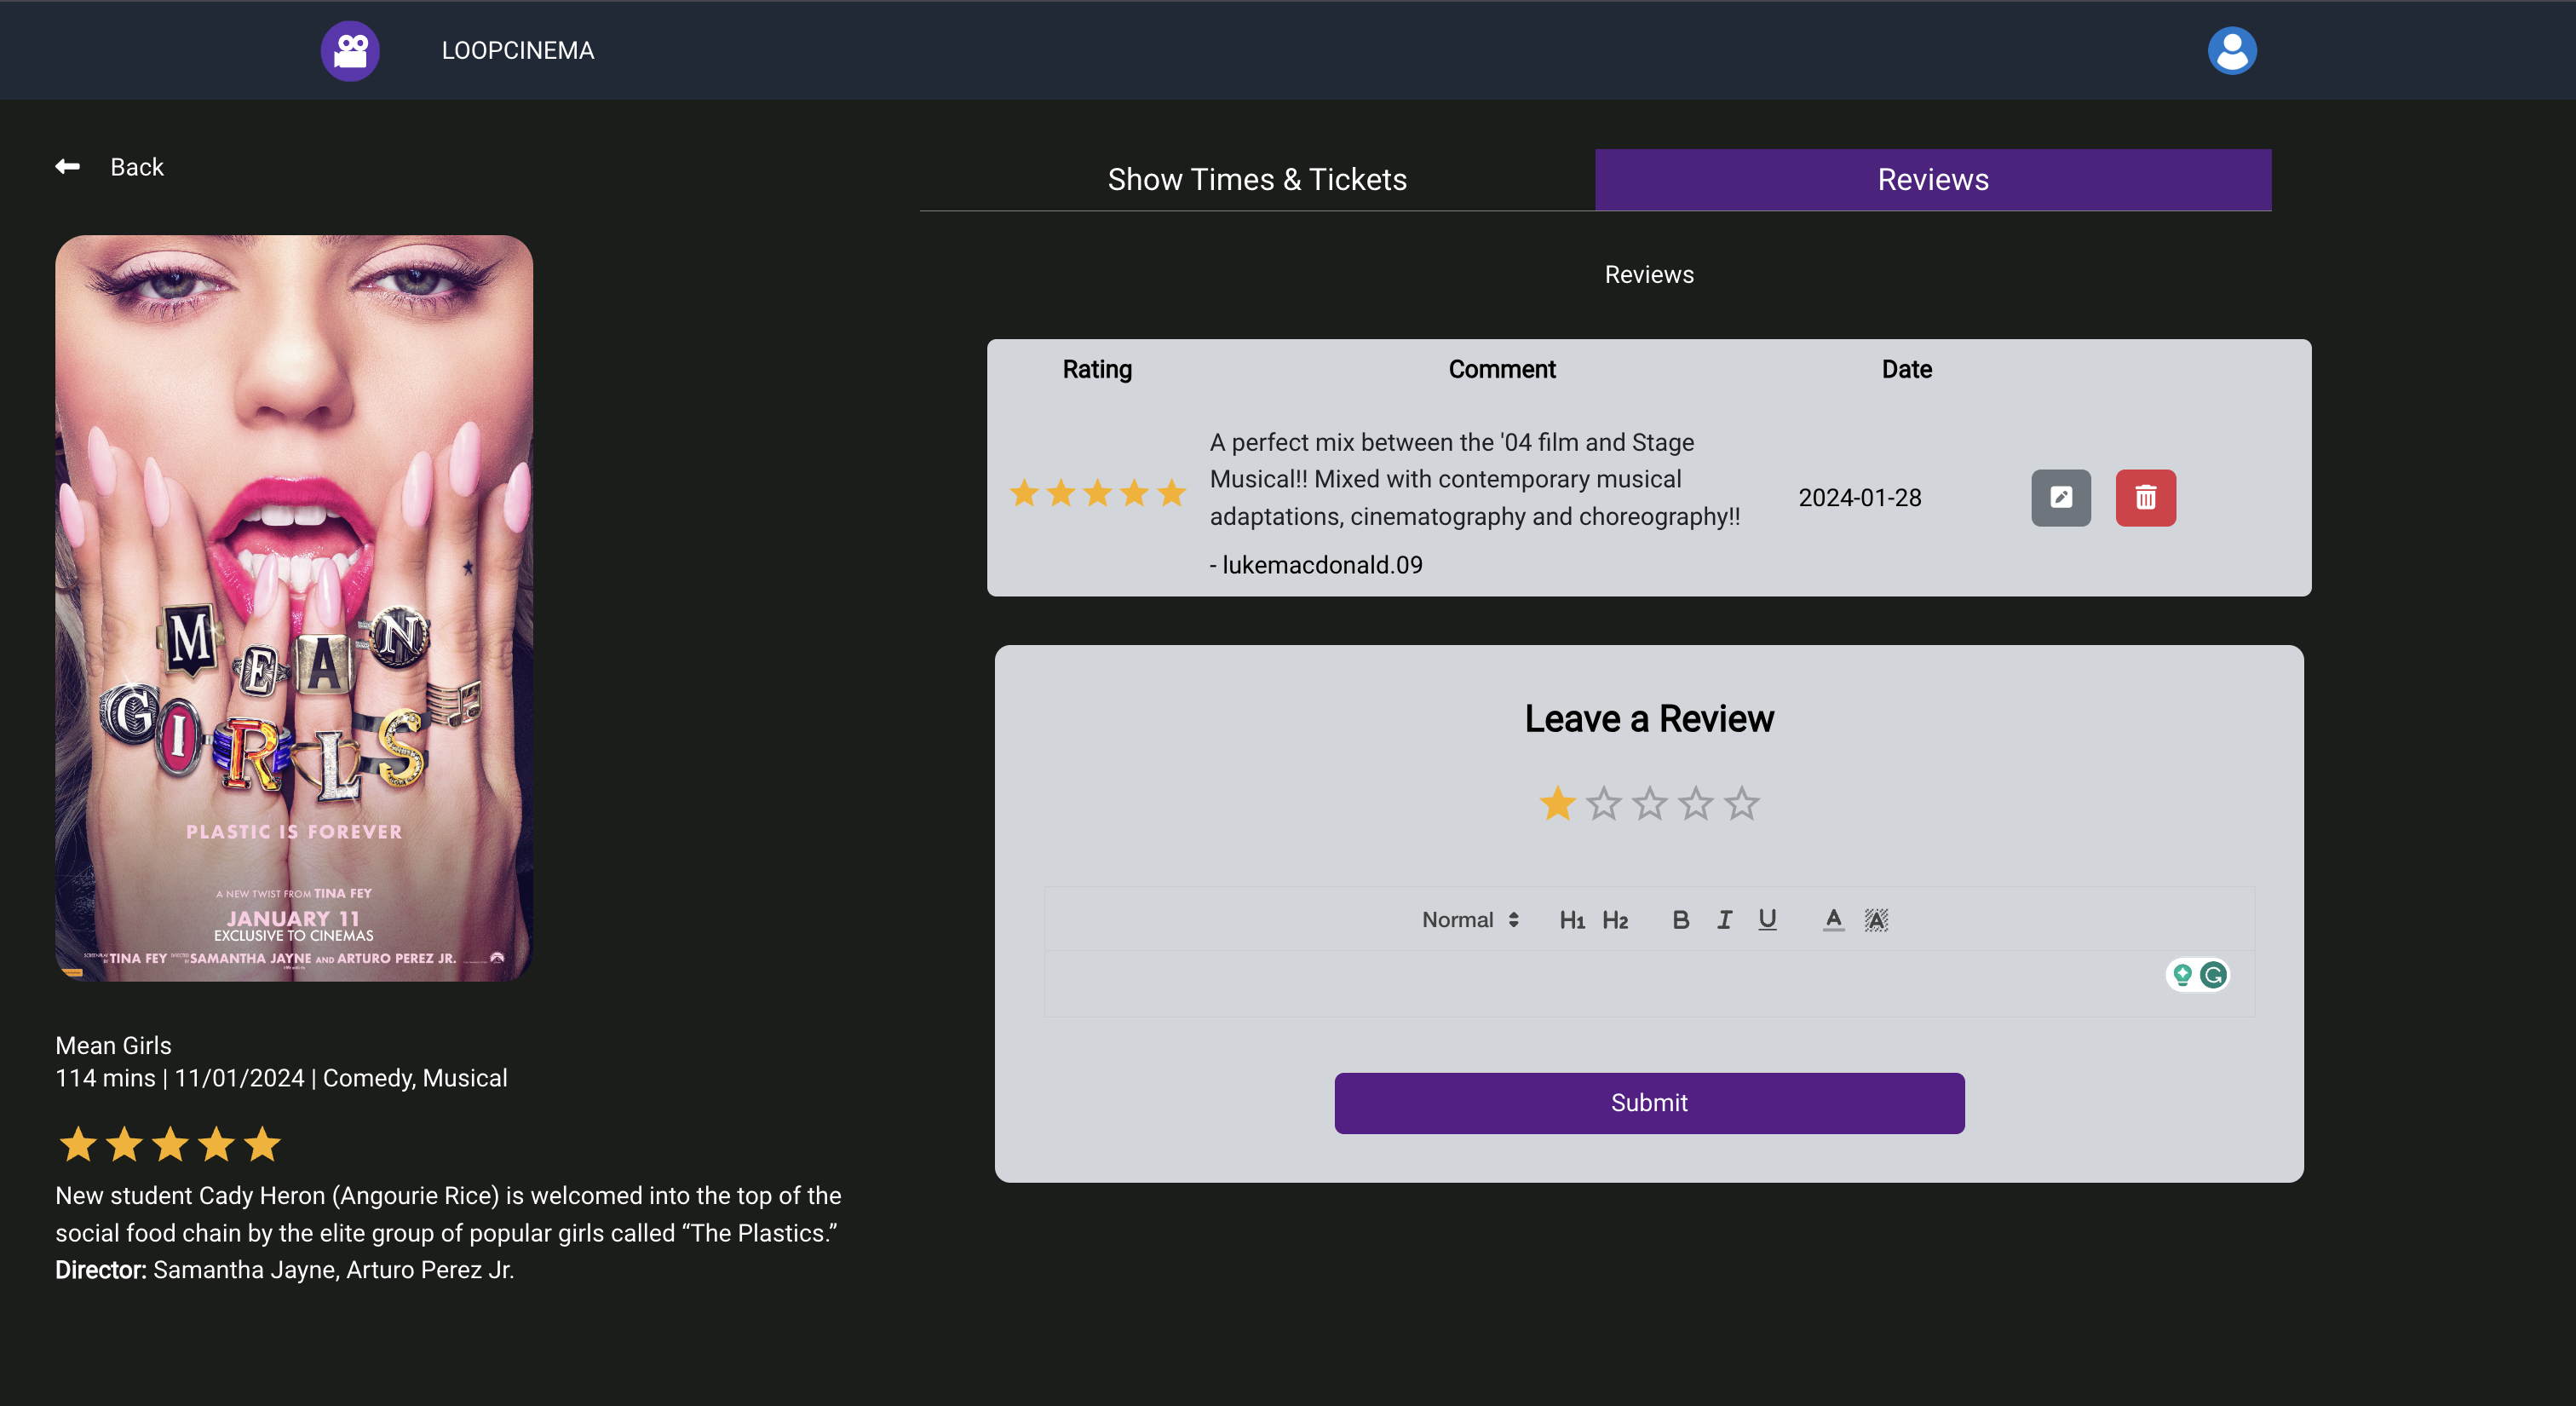 LOOPCINEMA
Back
Show Times & Tickets
Reviews
MEAN
GIRLS
PLASTIC IS FOREVER
A NEW TWIST FROM TINA FEY
JANUARY 11
EXCLUSIVE TO CINEMAS
TINA FEY SAMANTHA JAYNE AND ARTURO PEREZ JR.
Mean Girls
114 mins | 11/01/2024 | Comedy, Musical
New student Cady Heron (Angourie Rice) is welcomed into the top of the
social food chain by the elite group of popular girls called “The Plastics.”
Director: Samantha Jayne, Arturo Perez Jr.
Reviews
Rating Comment Date
A perfect mix between the '04 film and Stage
Musical!! Mixed with contemporary musical
adaptations, cinematography and choreography!!
2024-01-28
- lukemacdonald.09
Leave a Review
Normal H1 H2 B I U A A
Submit